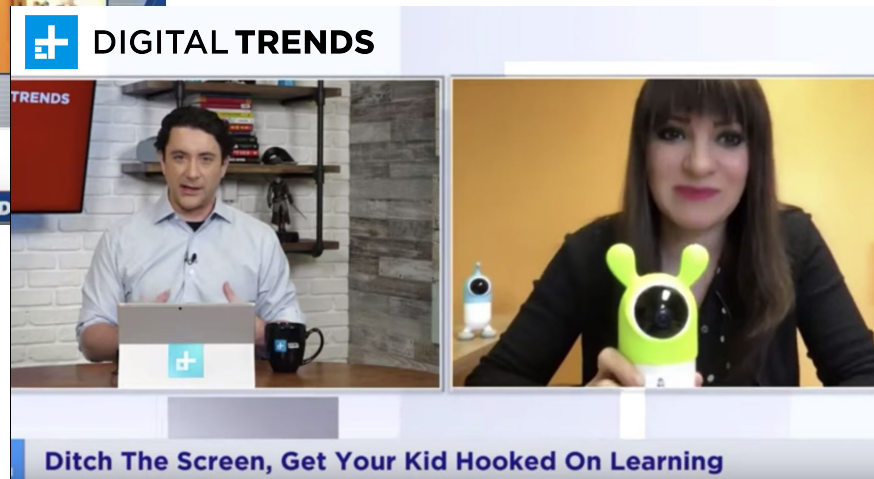 DIGITAL TRENDS
TRENDS
Ditch The Screen, Get Your Kid Hooked On Learning